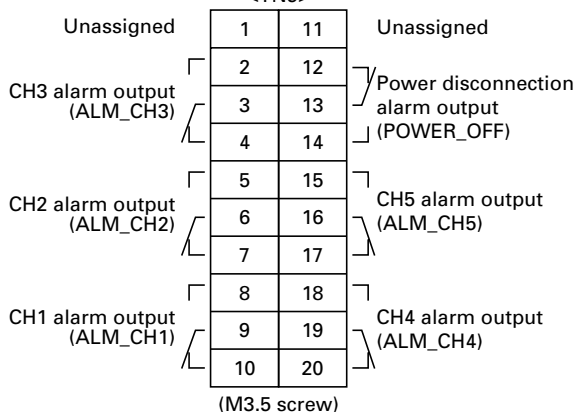 Unassigned 1 11 Unassigned
2 12
CH3 alarm output
(ALM_CH3)
3 13
Power disconnection
alarm output
(POWER_OFF)
4 14
5 15
CH2 alarm output
(ALM_CH2)
6 16
CH5 alarm output
(ALM_CH5)
7 17
8 18
CH1 alarm output
(ALM_CH1)
9 19
CH4 alarm output
(ALM_CH4)
10 20
(M3.5 screw)